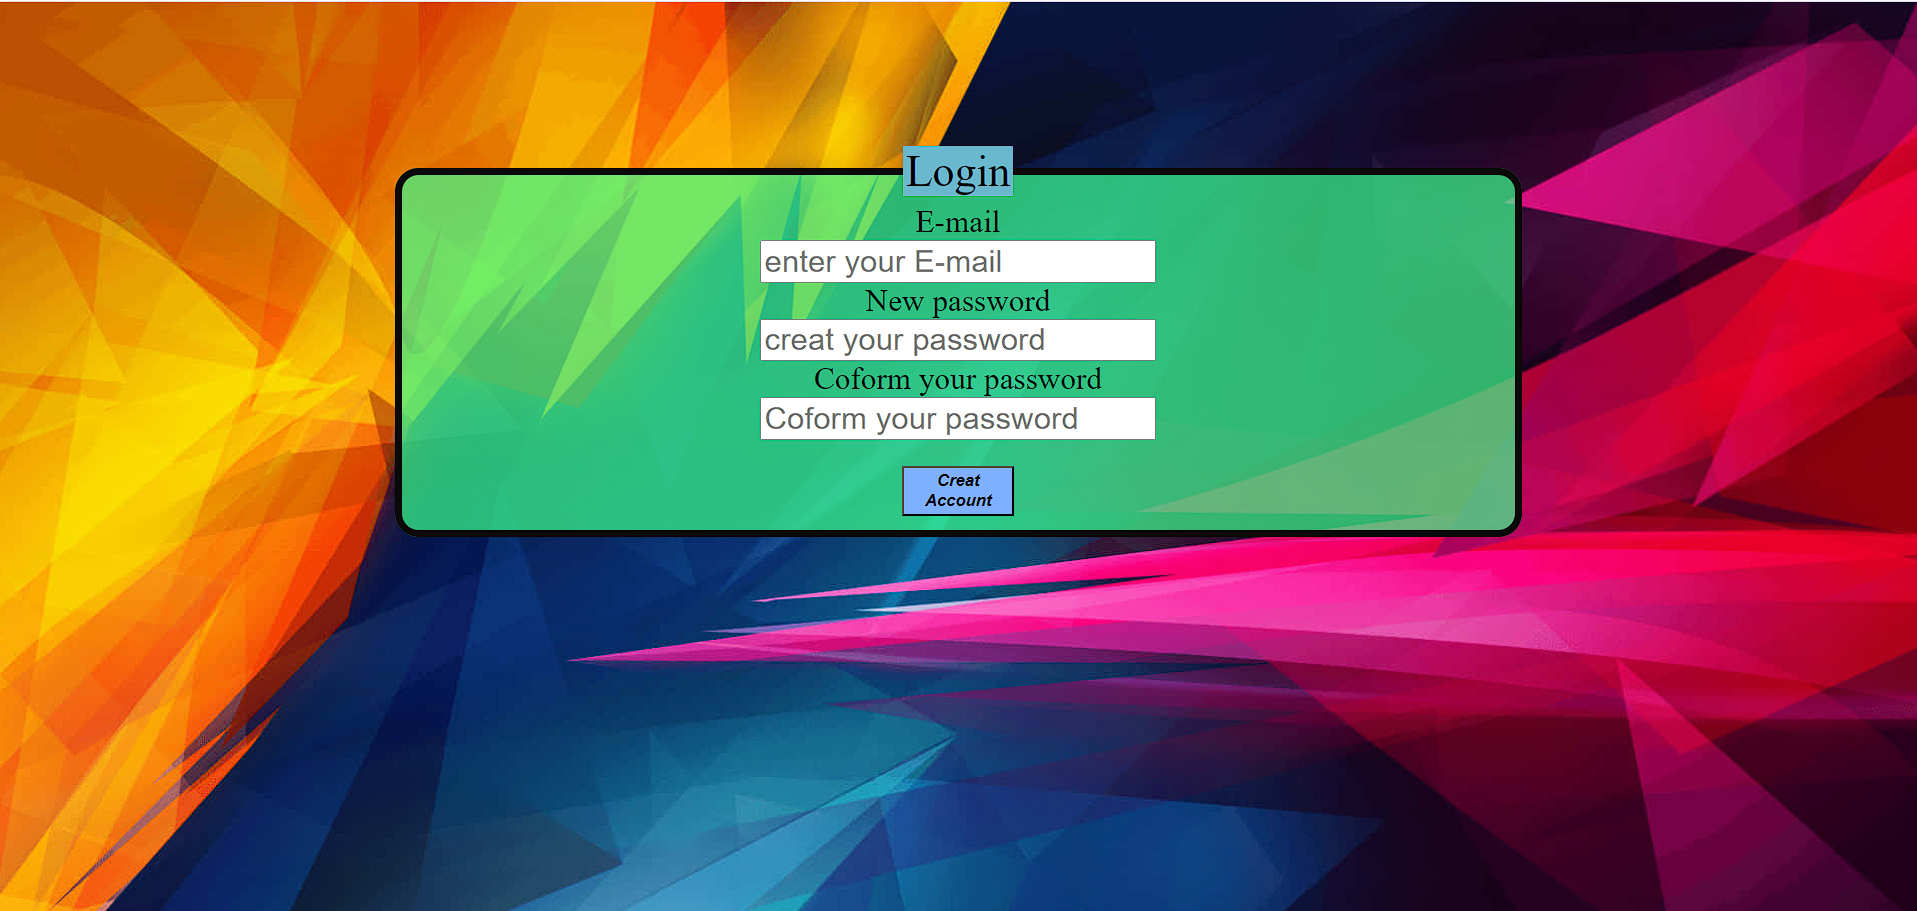 Login
E-mail
enter your E-mail
New password
creat your password
Coform your password
Coform your password
Creat
Account